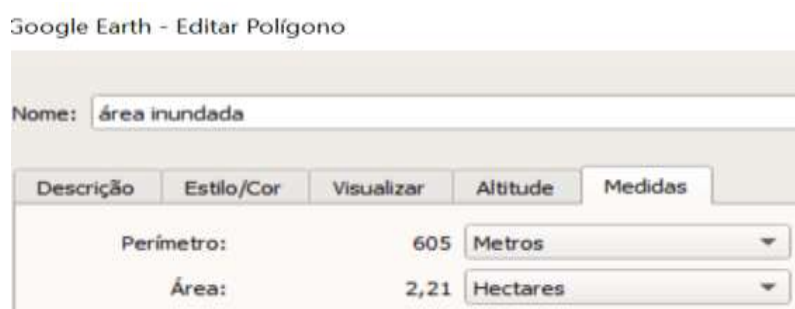 Google Earth - Editar Polígono
Nome: área inundada
Descrição Estilo/Cor Visualizar Altitude Medidas
Perímetro: 605 Metros
Área: 2,21 Hectares